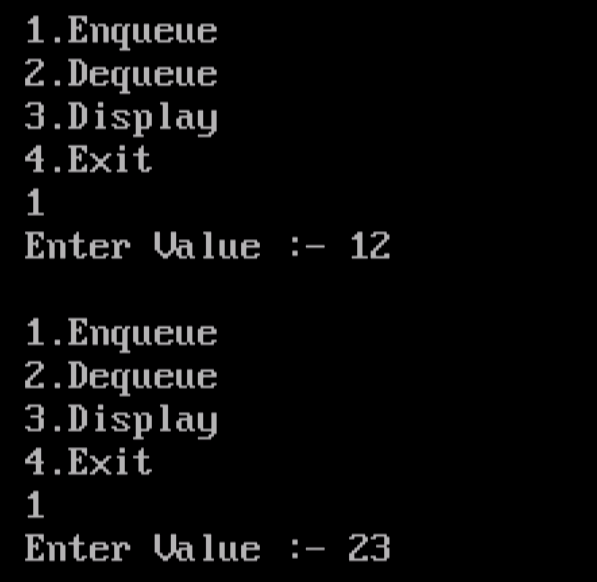 1.Enqueue
2.Dequeue
3.Display
4.Exit
1
Enter Value :- 12
1.Enqueue
2.Dequeue
3.Display
4.Exit
1
Enter Value :- 23